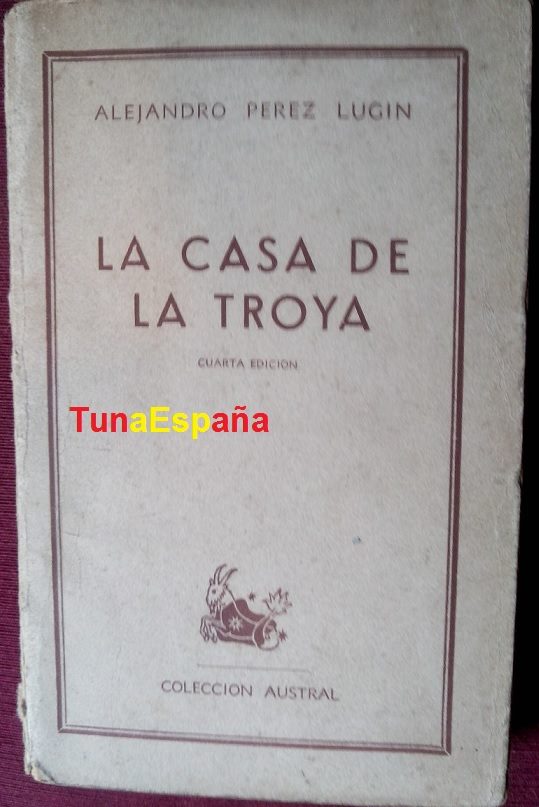 ALEJANDRO PEREZ LUGIN
LA CASA DE
LA TROYA
CUARTA EDICION
TunaEspaña
COLECCION AUSTRAL